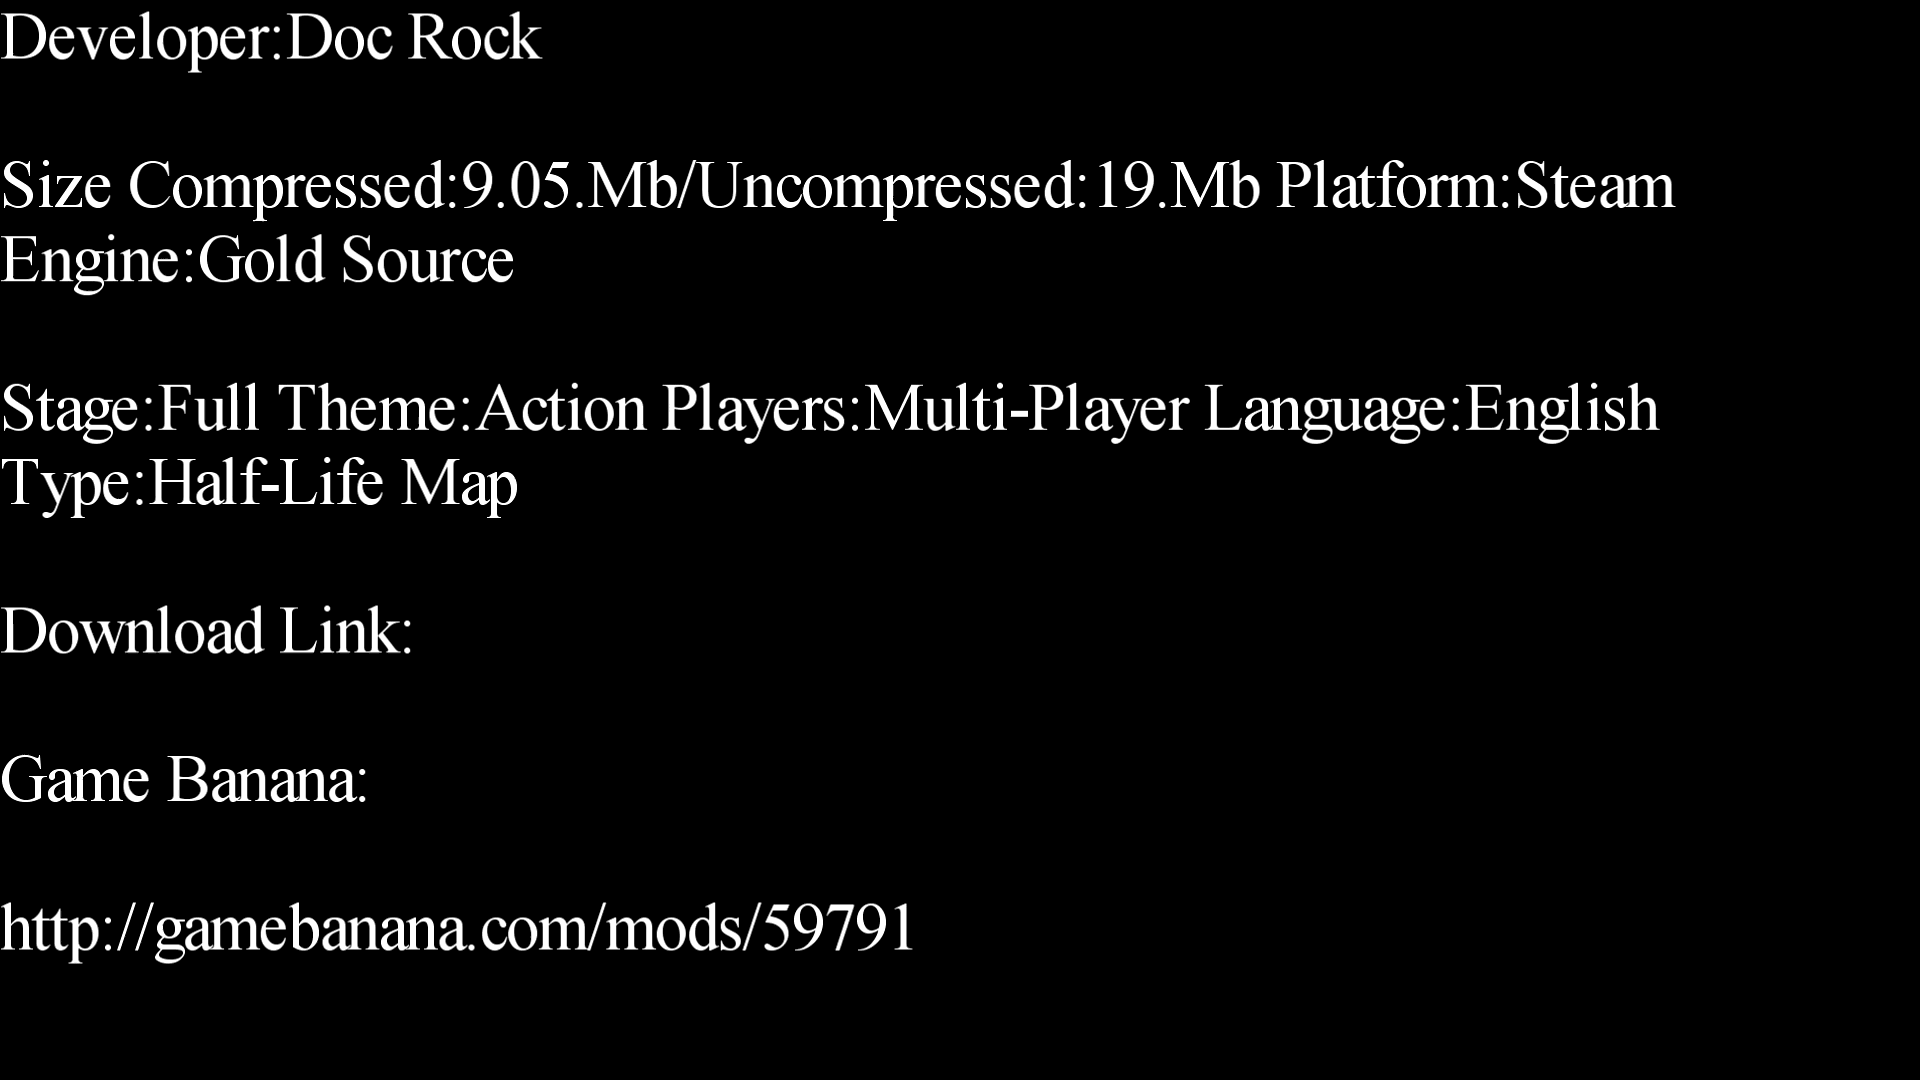 Developer:Doc Rock
Size Compressed:9.05.Mb/Uncompressed:19.Mb Platform:Steam
Engine:Gold Source
Stage:Full Theme:Action Players:Multi-Player Language:English
Type:Half-Life Map
Download Link:
Game Banana:
http://gamebanana.com/mods/59791